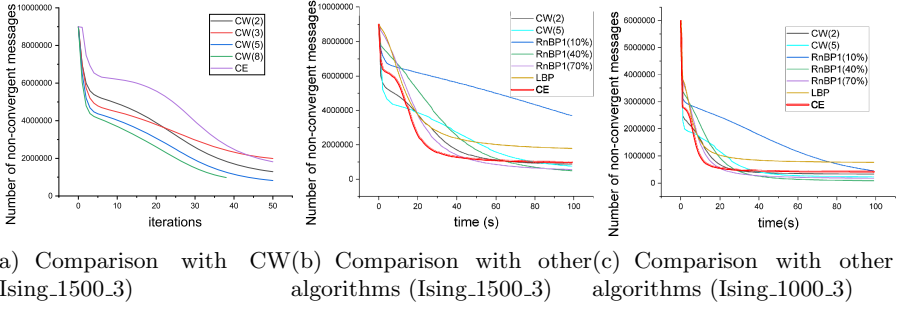 Number of non-convergent messages
10000000
8000000
6000000
4000000
2000000
0
0
10
20
30
40
50
iterations
CW(2)
CW(3)
CW(5)
CW(8)
CE
Number of non-convergent messages
10000000
8000000
6000000
4000000
2000000
0
0
20
40
60
80
100
time (s)
CW(2)
CW(5)
RnBP1(10%)
RnBP1(40%)
RnBP1(70%)
LBP
CE
Number of non-convergent messages
6000000
5000000
4000000
3000000
2000000
1000000
0
0
20
40
60
80
100
time(s)
CW(2)
CW(5)
RnBP1(10%)
RnBP1(40%)
RnBP1(70%)
LBP
CE
a) Comparison with CW
Ising_1500_3)
(b) Comparison with other
algorithms (Ising_1500_3)
(c) Comparison with other
algorithms (Ising_1000_3)